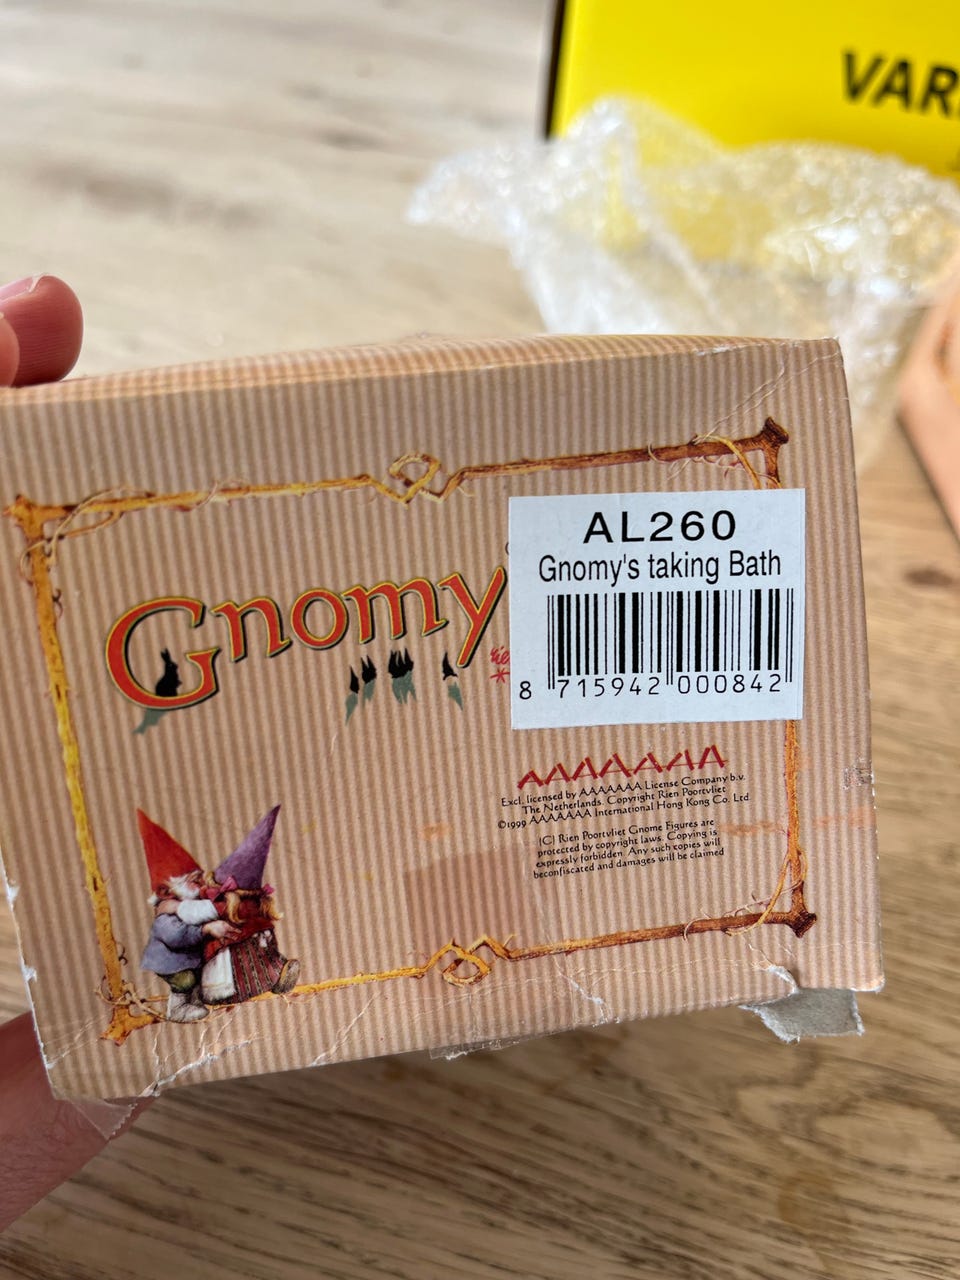 VAR
AL260
Gnomy's taking Bath
8 715942 000842
Gnomy
AAAAAAA
Excl. licensed by AAAAAAA License Company b.v.
The Netherlands. Copyright Rien Poortvliet
©1999 AAAAAAA International Hong Kong Co. Ltd
(C) Rien Poortvliet Gnome Figures are
protected by copyright laws. Copying is
expressly forbidden. Any such copies will
beconfiscated and damages will be claimed